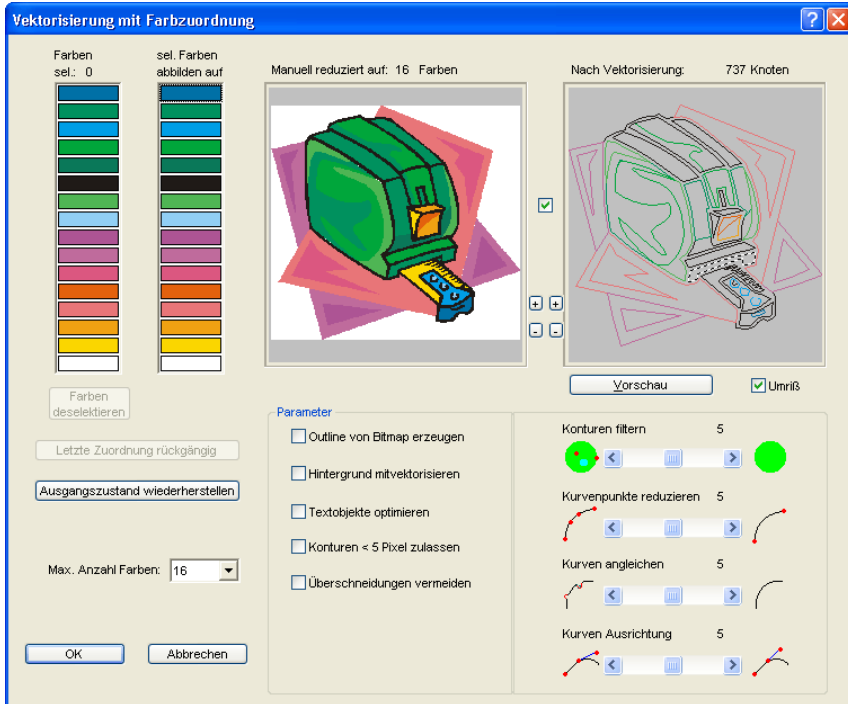 Vektorisierung mit Farbzuordnung
Farben
sel.: 0
sel. Farben
abbilden auf
Manuell reduziert auf: 16 Farben
Nach Vektorisierung: 737 Knoten
+ +
- -
Vorschau
Umriß
Farben
deselektieren
Letzte Zuordnung rückgängig
Ausgangszustand wiederherstellen
Max. Anzahl Farben: 16
OK
Abbrechen
Parameter
Outline von Bitmap erzeugen
Hintergrund mitvektorisieren
Textobjekte optimieren
Konturen < 5 Pixel zulassen
Überschneidungen vermeiden
Konturen filtern 5
Kurvenpunkte reduzieren 5
Kurven angleichen 5
Kurven Ausrichtung 5